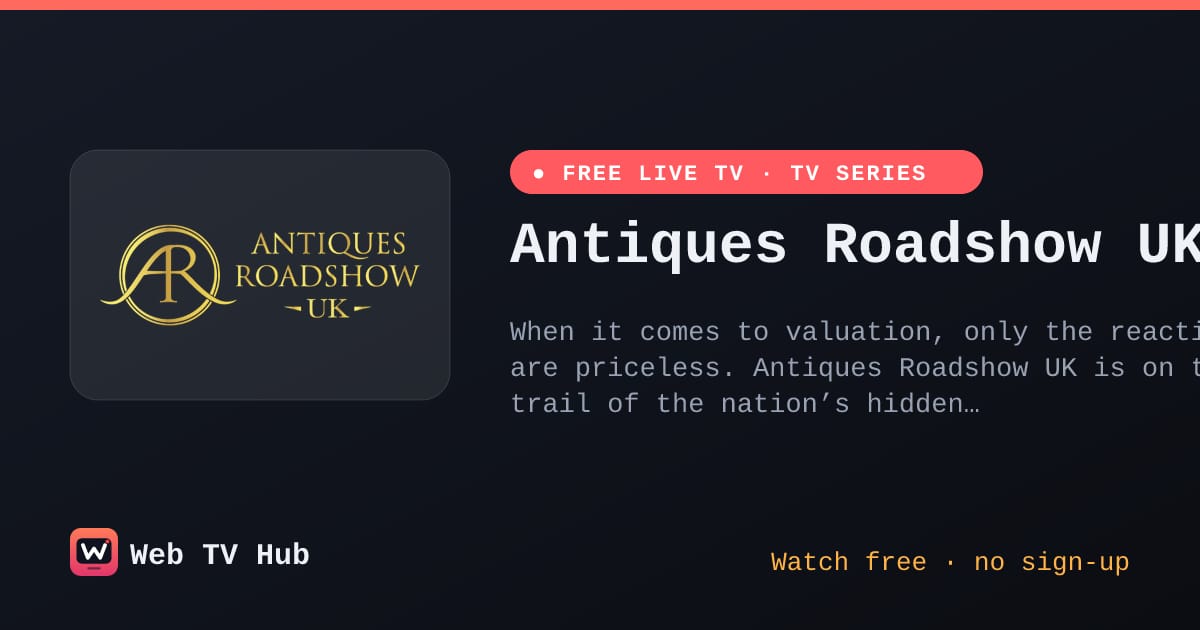 ANTIQUES
ROADSHOW
UK
● FREE LIVE TV · TV SERIES
Antiques Roadshow UK
When it comes to valuation, only the reacti
are priceless. Antiques Roadshow UK is on t
trail of the nation’s hidden…
Web TV Hub
Watch free · no sign-up